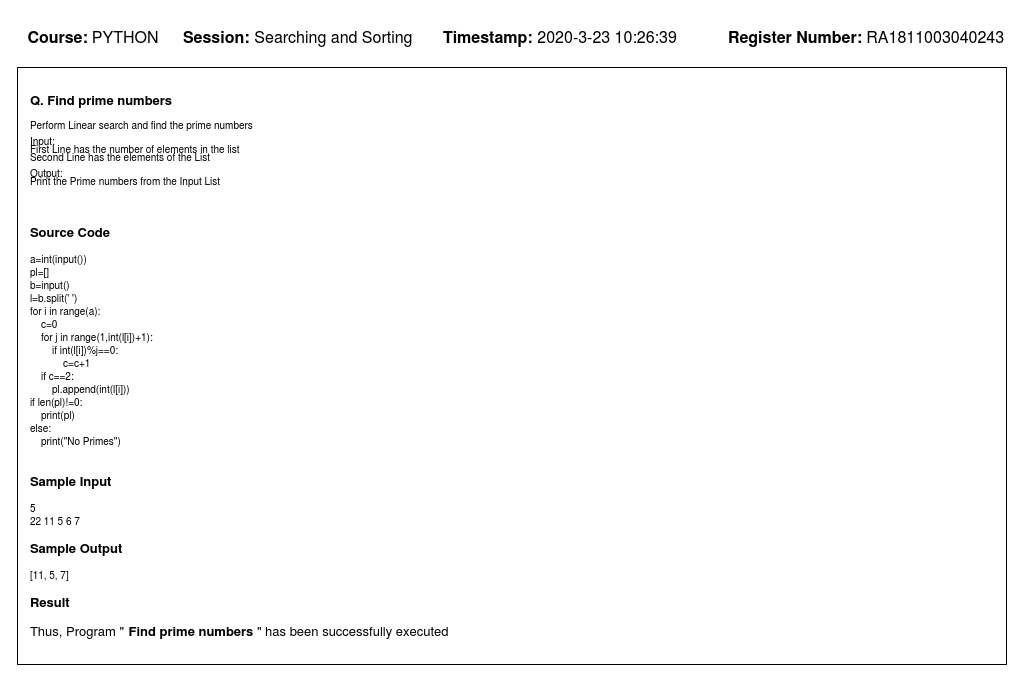 Course: PYTHON Session: Searching and Sorting Timestamp: 2020-3-23 10:26:39 Register Number: RA1811003040243
Q. Find prime numbers
Perform Linear search and find the prime numbers
Input:
First Line has the number of elements in the list
Second Line has the elements of the List
Output:
Print the Prime numbers from the Input List
Source Code
a=int(input())
pl=[]
b=input()
l=b.split(' ')
for i in range(a):
    c=0
    for j in range(1,int(l[i])+1):
        if int(l[i])%j==0:
            c=c+1
    if c==2:
        pl.append(int(l[i]))
if len(pl)!=0:
    print(pl)
else:
    print("No Primes")
Sample Input
5
22 11 5 6 7
Sample Output
[11, 5, 7]
Result
Thus, Program " Find prime numbers " has been successfully executed